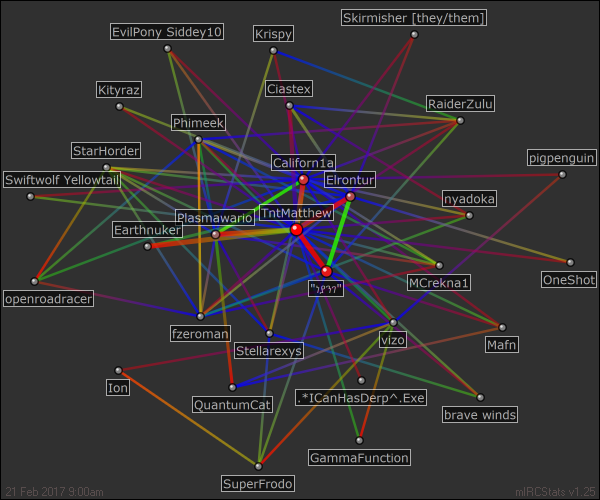 Skirmisher [they/them]
EvilPony Siddey10
Krispy
Kityraz
Ciastex
RaiderZulu
Phimeek
StarHorder
Californ1a
pigpenguin
Swiftwolf Yellowtail
Elrontur
nyadoka
Plasmawario
TntMatthew
Earthnuker
OneShot
MCrekna1
openroadracer
fzeroman
Stellarexys
vizo
Mafn
Ion
QuantumCat
.*ICanHasDerp^.Exe
brave winds
GammaFunction
SuperFrodo
21 Feb 2017 9:00am
mIRCStats v1.25